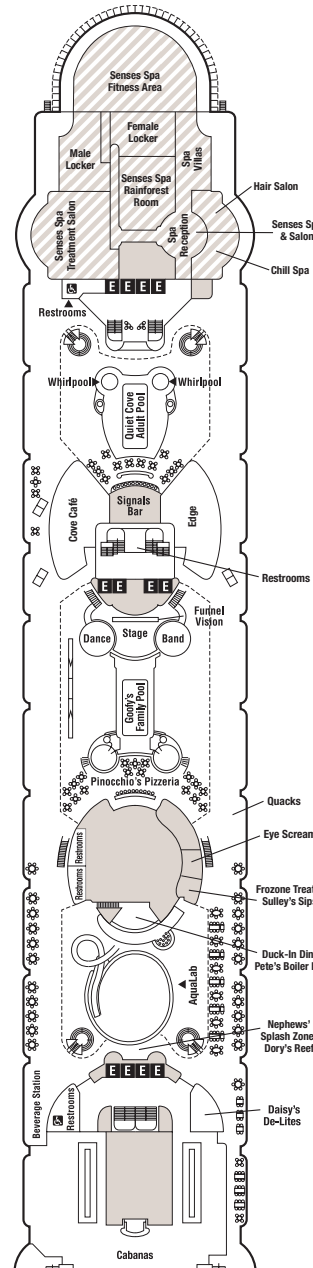 Senses Spa
Fitness Area
Female
Locker
Male
Locker
Spa
Villas
Senses Spa
Rainforest
Room
Senses Spa
Treatment Salon
Spa
Reception
Hair Salon
Senses Sp
& Salon
Chill Spa
E E E E
Restrooms
Whirlpool
Whirlpool
Quiet Cove
Adult Pool
Cove Café
Signals
Bar
Edge
Restrooms
E E E E
Funnel
Vision
Dance
Stage
Band
Goofy's
Family Pool
Pinocchio's Pizzeria
Quacks
Restrooms
Restrooms
Eye Scream
Frozone Treat
Sulley's Sips
Duck-In Din
Pete's Boiler
AquaLab
Nephews'
Splash Zone
Dory's Reef
E E E E
Beverage Station
Restrooms
Daisy's
De-Lites
Cabanas